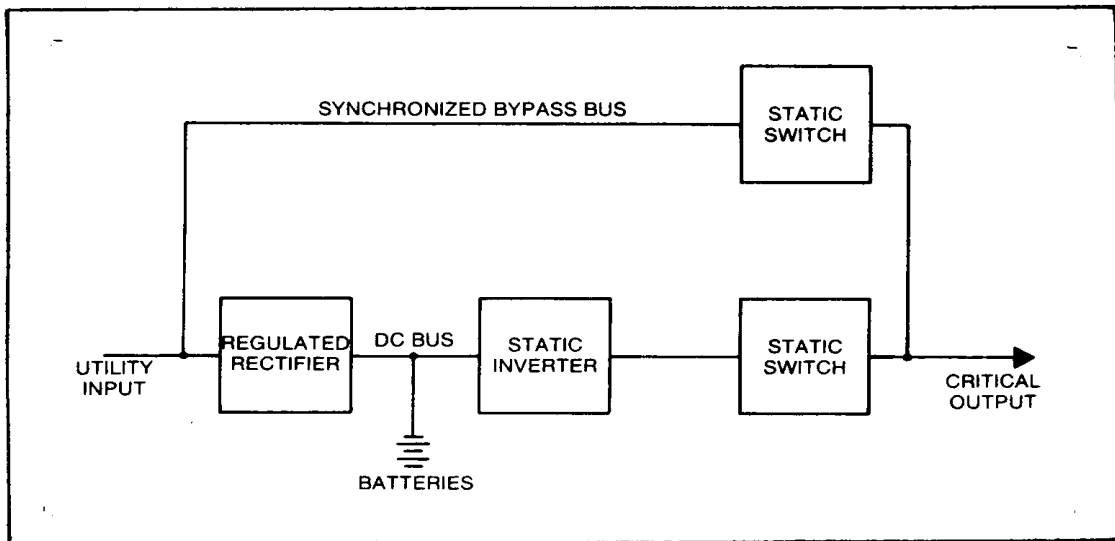 SYNCHRONIZED BYPASS BUS
STATIC
SWITCH
UTILITY
INPUT
REGULATED
RECTIFIER
DC BUS
BATTERIES
STATIC
INVERTER
STATIC
SWITCH
CRITICAL
OUTPUT